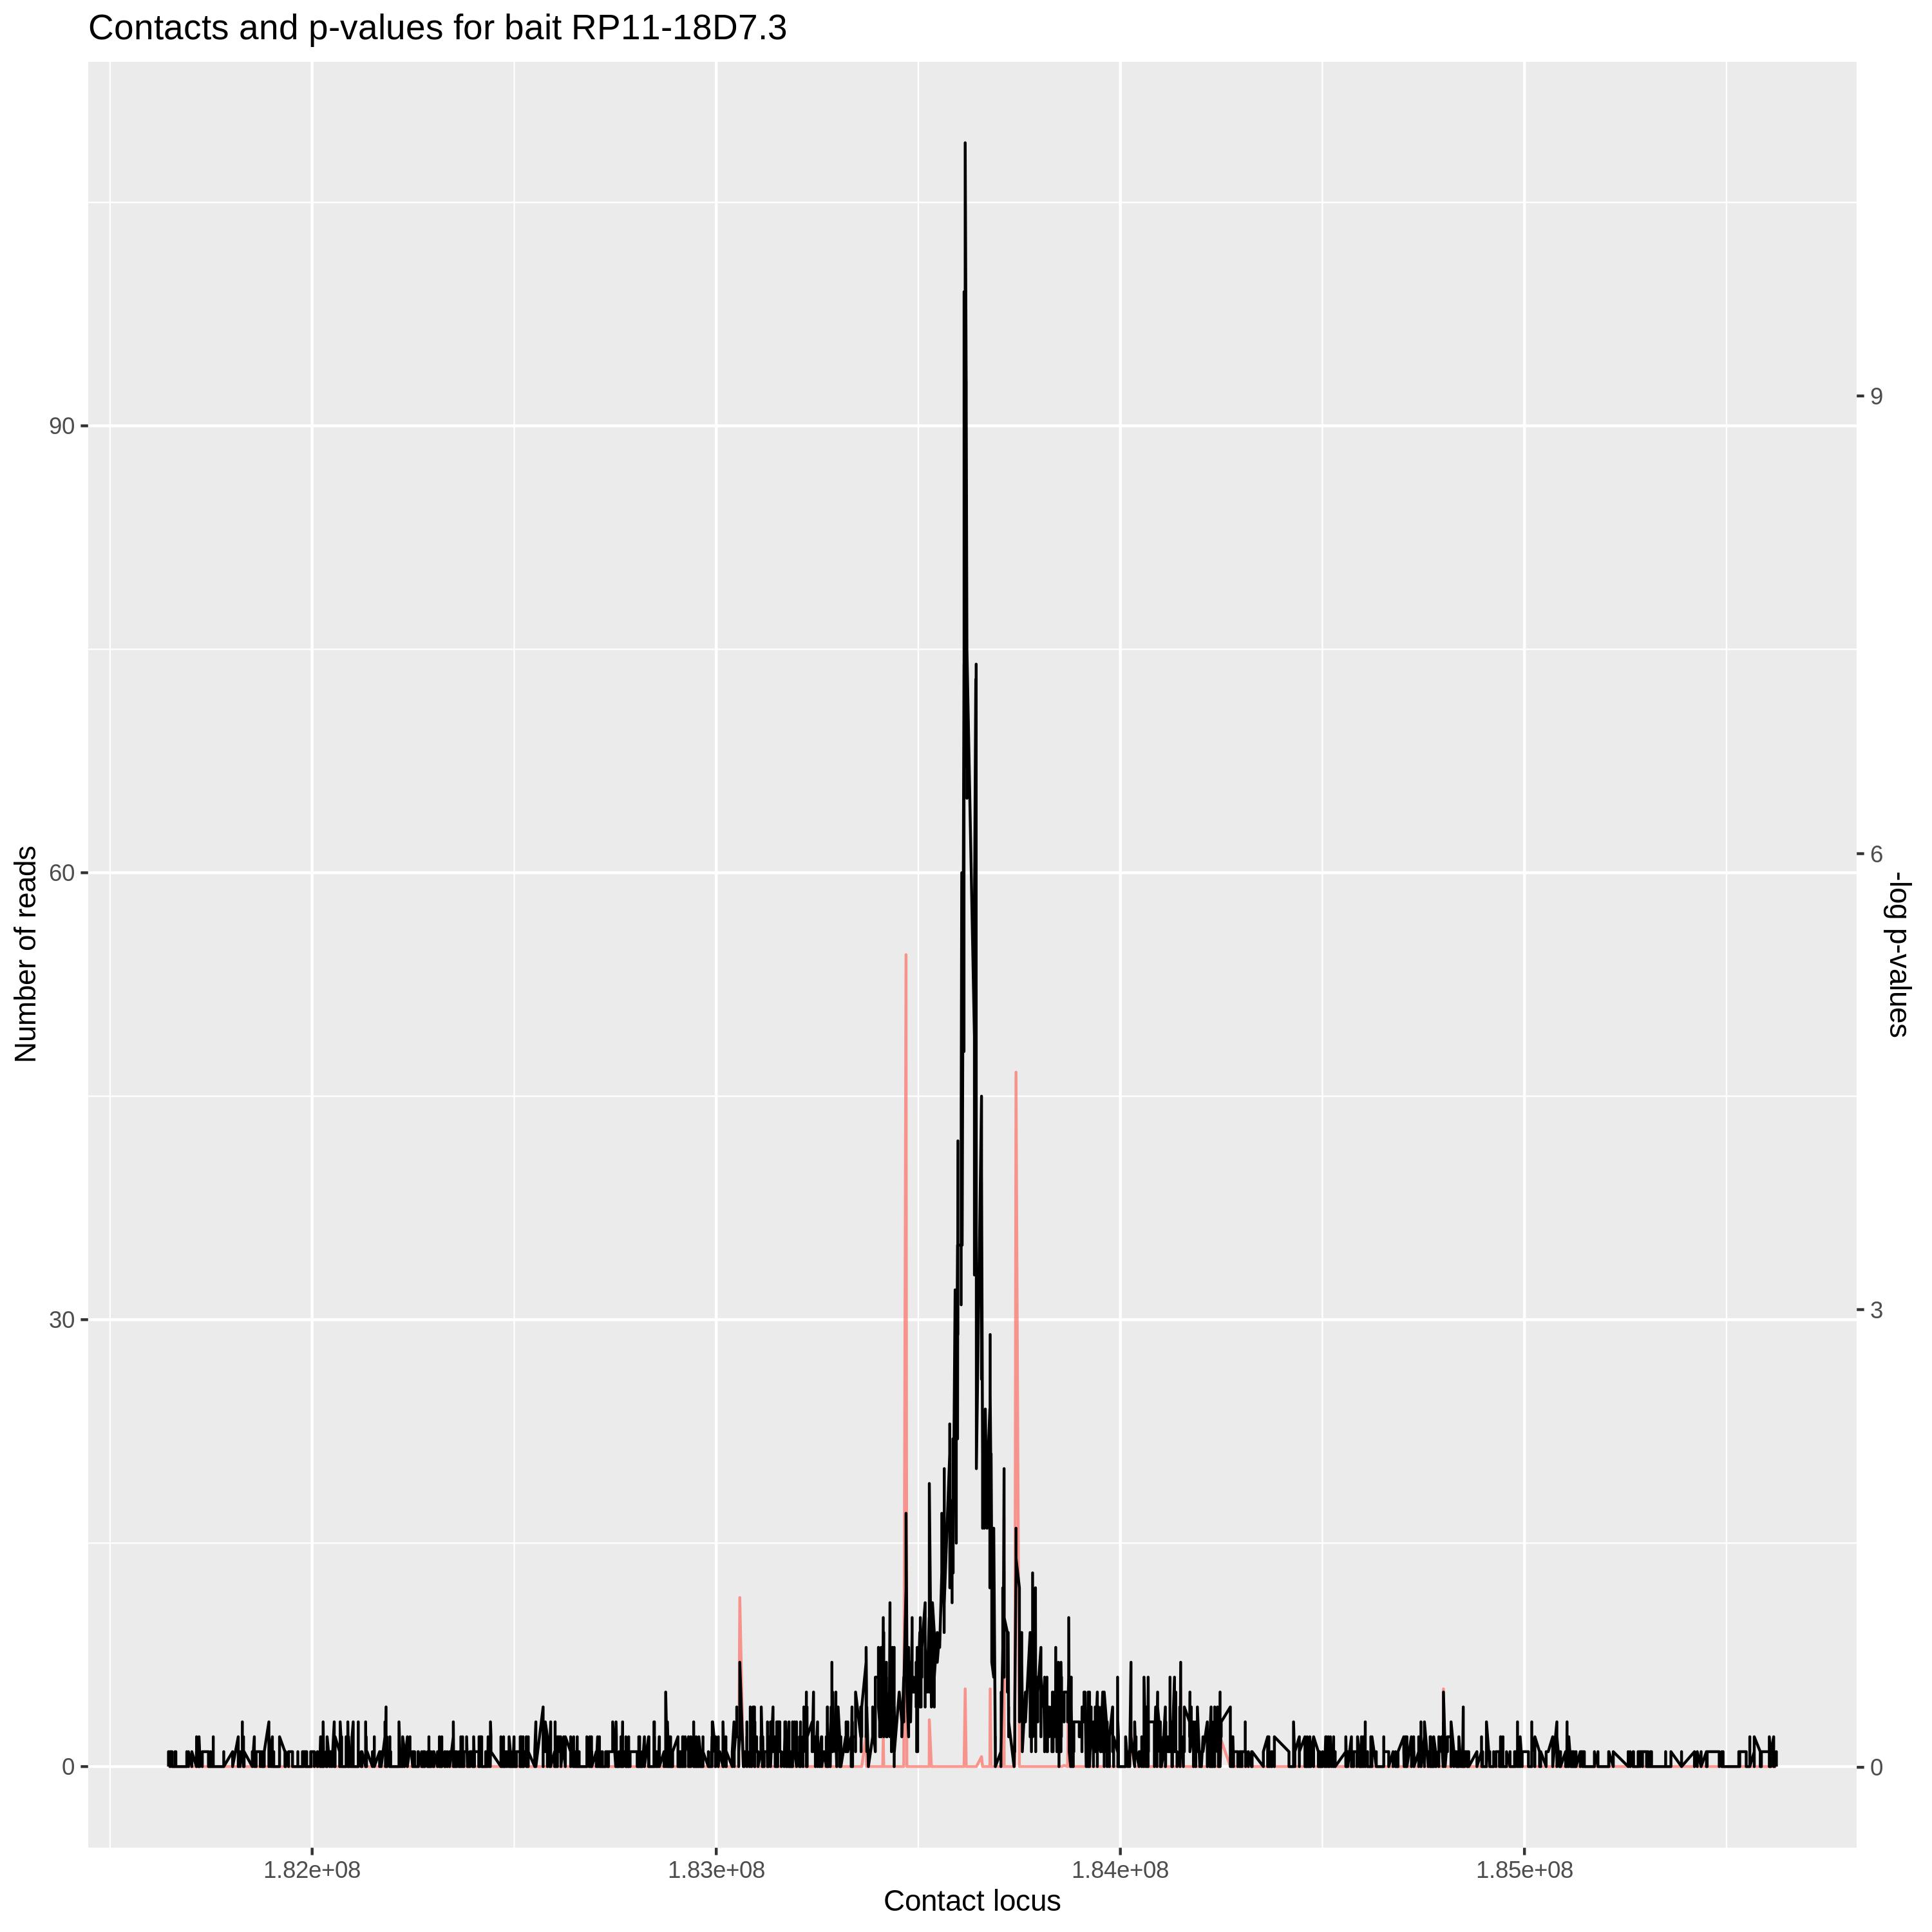 Contacts and p-values for bait RP11-18D7.3
Number of reads
90
60
30
0
9
6
3
0
-log p-values
1.82e+08
1.83e+08
1.84e+08
1.85e+08
Contact locus